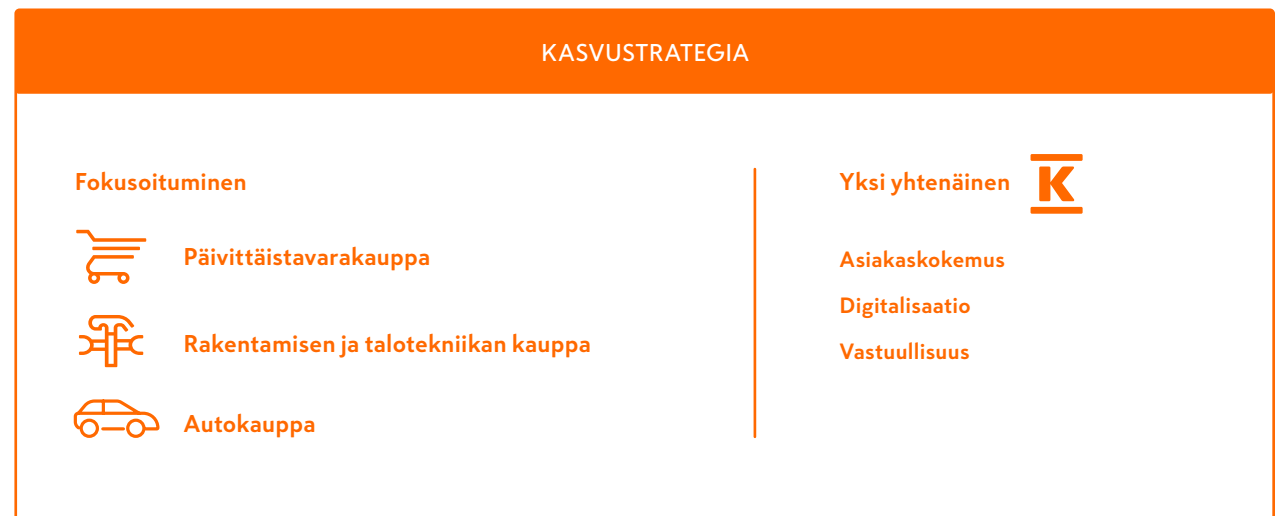 KASVUSTRATEGIA
Fokusoituminen
Päivittäistavarakauppa
Rakentamisen ja talotekniikan kauppa
Autokauppa
Yksi yhtenäinen K
Asiakaskokemus
Digitalisaatio
Vastuullisuus